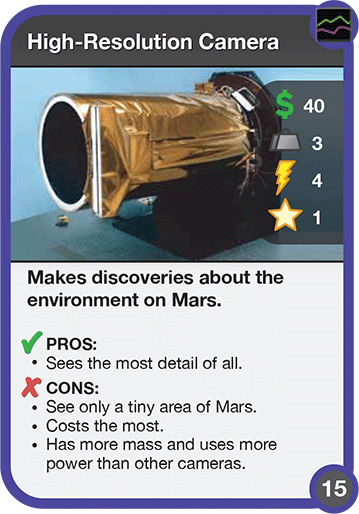 High-Resolution Camera
$ 40
3
4
1
Makes discoveries about the
environment on Mars.
PROS:
• Sees the most detail of all.
CONS:
• See only a tiny area of Mars.
• Costs the most.
• Has more mass and uses more
power than other cameras.
15